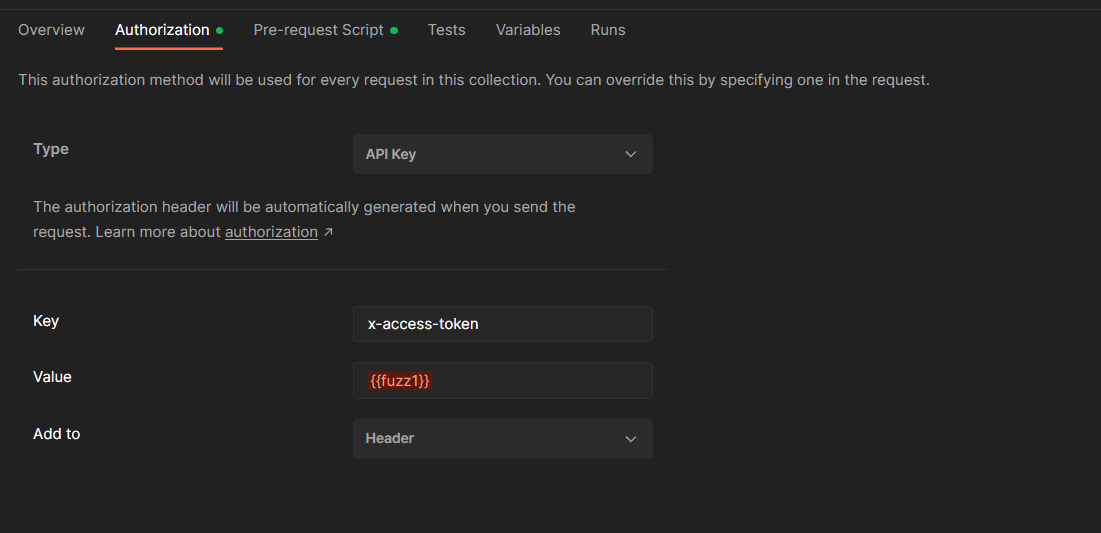 Overview Authorization Pre-request Script Tests Variables Runs
This authorization method will be used for every request in this collection. You can override this by specifying one in the request.
Type API Key
The authorization header will be automatically generated when you send the
request. Learn more about authorization ↗
Key x-access-token
Value {{fuzz1}}
Add to Header